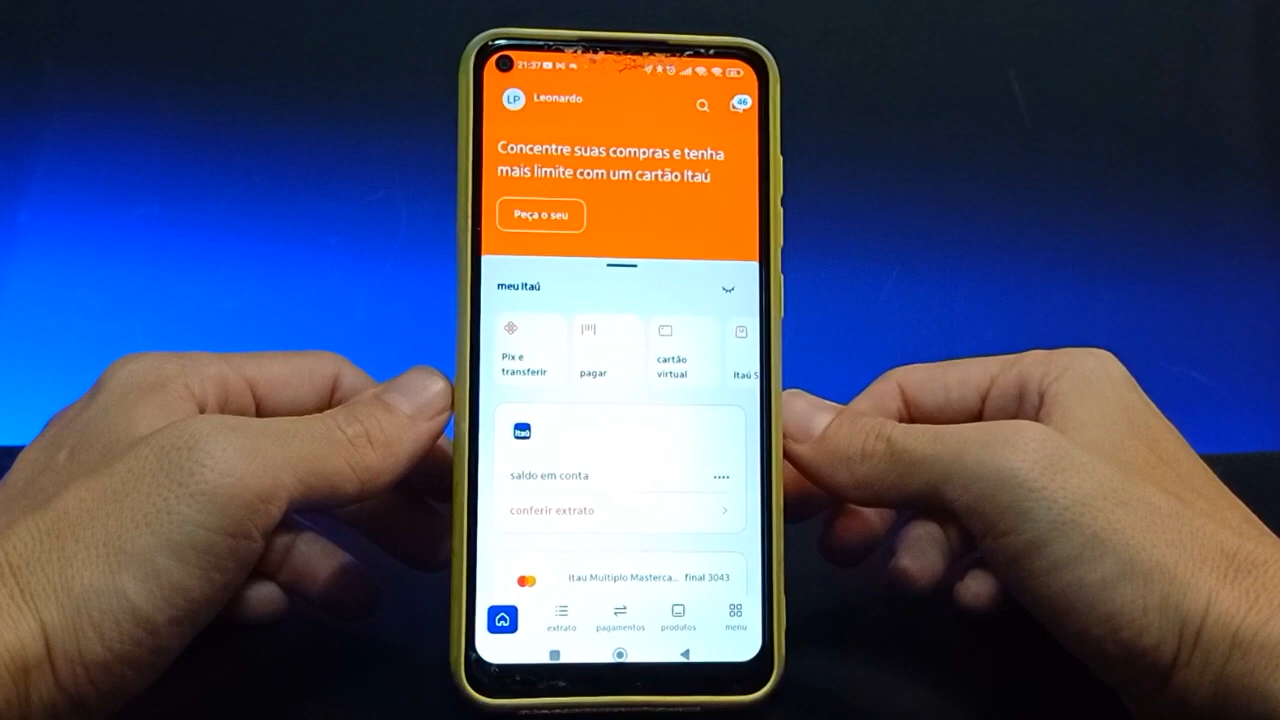 21:37
LP Leonardo
46
Concentre suas compras e tenha
mais limite com um cartão Itaú
Peça o seu
meu Itaú
Pix e
transferir
pagar
cartão
virtual
Itaú S
Itaú
saldo em conta ....
conferir extrato
Itau Multiplo Masterca... final 3043
extrato pagamentos produtos menu